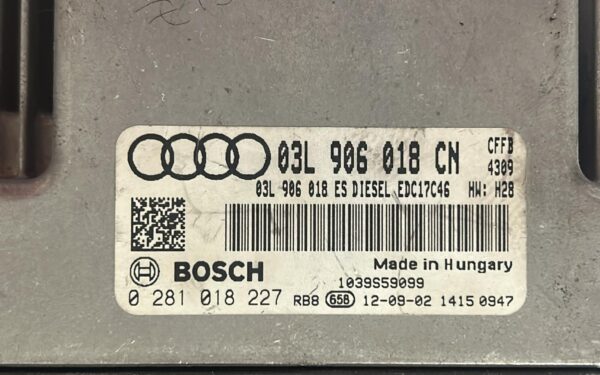 03L 906 018 CN CFFB
4309
03L 906 018 ES DIESEL EDC17C46 HW: H28
BOSCH Made in Hungary
1039S59099
0 281 018 227 RB8 658 12-09-02 1415 0947